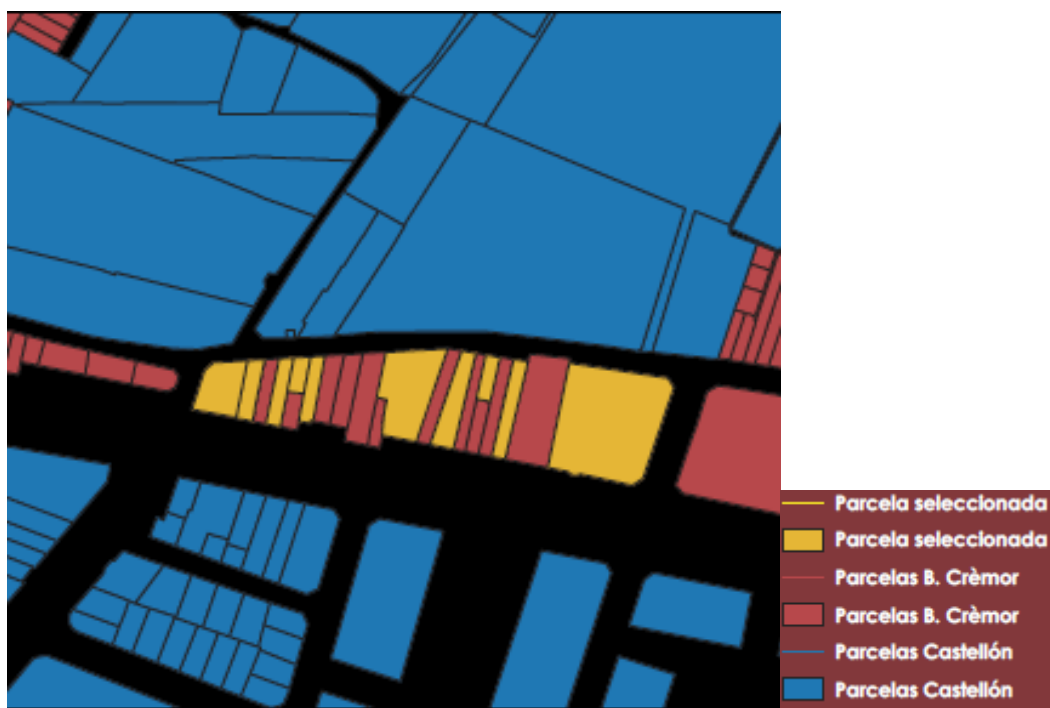 Parcela seleccionada
Parcela seleccionada
Parcelas B. Crèmor
Parcelas B. Crèmor
Parcelas Castellón
Parcelas Castellón